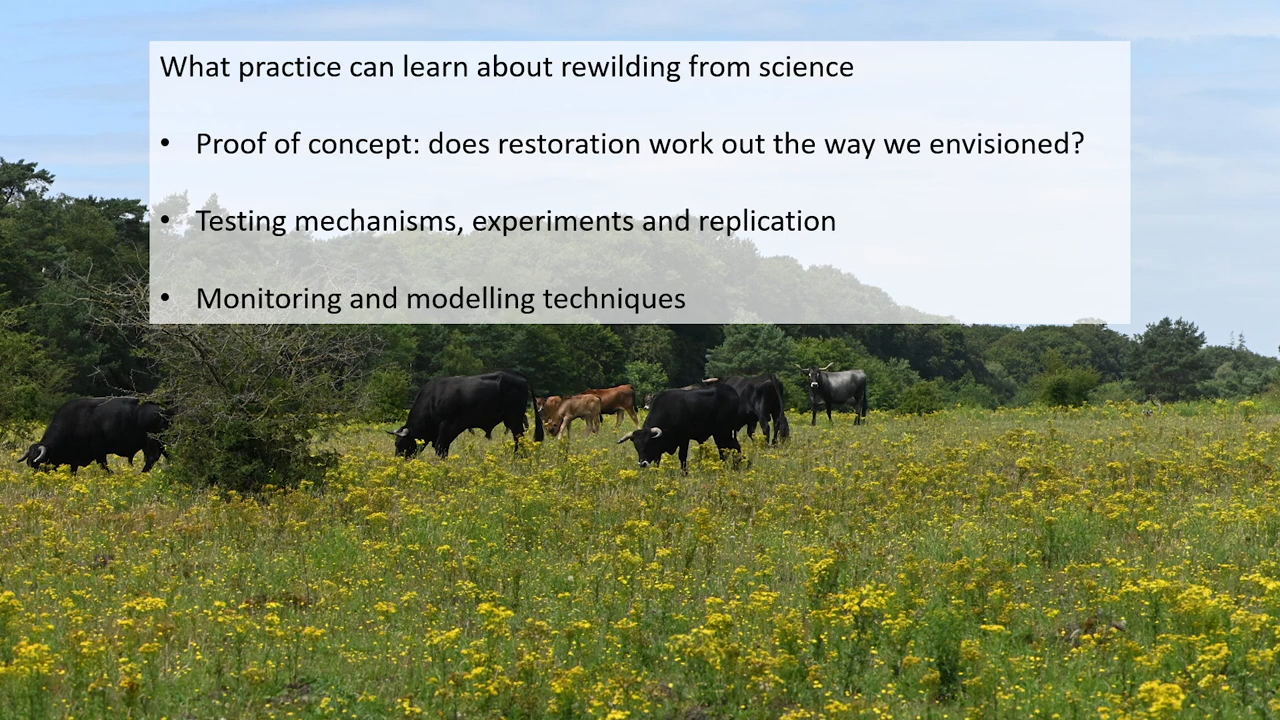 What practice can learn about rewilding from science
• Proof of concept: does restoration work out the way we envisioned?
• Testing mechanisms, experiments and replication
• Monitoring and modelling techniques